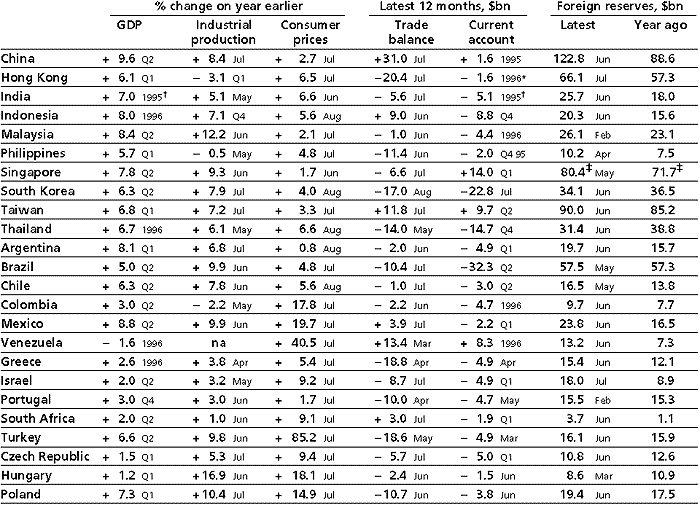 % change on year earlier Latest 12 months, $bn Foreign reserves, $bn
GDP Industrial production Consumer prices Trade balance Current account Latest Year ago
China + 9.6 Q2 + 8.4 Jul + 2.7 Jul +31.0 Jul + 1.6 1995 122.8 Jun 88.6
Hong Kong + 6.1 Q1 − 3.1 Q1 + 6.5 Jul −20.4 Jul − 1.6 1996* 66.1 Jul 57.3
India + 7.0 1995† + 5.1 May + 6.6 Jun − 5.6 Jul − 5.1 1995† 25.7 Jun 18.0
Indonesia + 8.0 1996 + 7.1 Q4 + 5.6 Aug + 9.0 Jun − 8.8 Q4 20.3 Jun 15.6
Malaysia + 8.4 Q2 +12.2 Jun + 2.1 Jul − 1.0 Jun − 4.4 1996 26.1 Feb 23.1
Philippines + 5.7 Q1 − 0.5 May + 4.8 Jul −11.4 Jun − 2.0 Q4 95 10.2 Apr 7.5
Singapore + 7.8 Q2 + 9.3 Jun + 1.7 Jun − 6.6 Jul +14.0 Q1 80.4‡ May 71.7‡
South Korea + 6.3 Q2 + 7.9 Jul + 4.0 Aug −17.0 Aug −22.8 Jul 34.1 Jun 36.5
Taiwan + 6.8 Q1 + 7.2 Jul + 3.3 Jul +11.8 Jul + 9.7 Q2 90.0 Jun 85.2
Thailand + 6.7 1996 + 6.1 May + 6.6 Aug −14.0 May −14.7 Q4 31.4 Jun 38.8
Argentina + 8.1 Q1 + 6.8 Jul + 0.8 Aug − 2.0 Jun − 4.9 Q1 19.7 Jun 15.7
Brazil + 5.0 Q2 + 9.9 Jun + 4.8 Jul −10.4 Jul −32.3 Q2 57.5 May 57.3
Chile + 6.3 Q2 + 7.8 Jun + 5.6 Aug − 1.0 Jul − 3.0 Q2 16.5 May 13.8
Colombia + 3.0 Q2 − 2.2 May + 17.8 Jul − 2.2 Jun − 4.7 1996 9.7 Jun 7.7
Mexico + 8.8 Q2 + 9.9 Jun + 19.7 Jul + 3.9 Jul − 2.2 Q1 23.8 Jun 16.5
Venezuela − 1.6 1996 na + 40.5 Jul +13.4 Mar + 8.3 1996 13.2 Jun 7.3
Greece + 2.6 1996 + 3.8 Apr + 5.4 Jul −18.8 Apr − 4.9 Apr 15.4 Jun 12.1
Israel + 2.0 Q2 + 3.2 May + 9.2 Jul − 8.7 Jul − 4.9 Q1 18.0 Jul 8.9
Portugal + 3.0 Q4 + 3.0 Jun + 1.7 Jul −10.0 Apr − 4.7 May 15.5 Feb 15.3
South Africa + 2.0 Q2 + 1.0 Jun + 9.1 Jul + 3.0 Jul − 1.9 Q1 3.7 Jun 1.1
Turkey + 6.6 Q2 + 9.8 Jun + 85.2 Jul −18.6 May − 4.9 Mar 16.1 Jun 15.9
Czech Republic + 1.5 Q1 + 5.3 Jul + 9.4 Jul − 5.7 Jul − 5.0 Q1 10.8 Jun 12.6
Hungary + 1.2 Q1 +16.9 Jun + 18.1 Jul − 2.4 Jun − 1.5 Jun 8.6 Mar 10.9
Poland + 7.3 Q1 +10.4 Jul + 14.9 Jul −10.7 Jun − 3.8 Jun 19.4 Jun 17.5